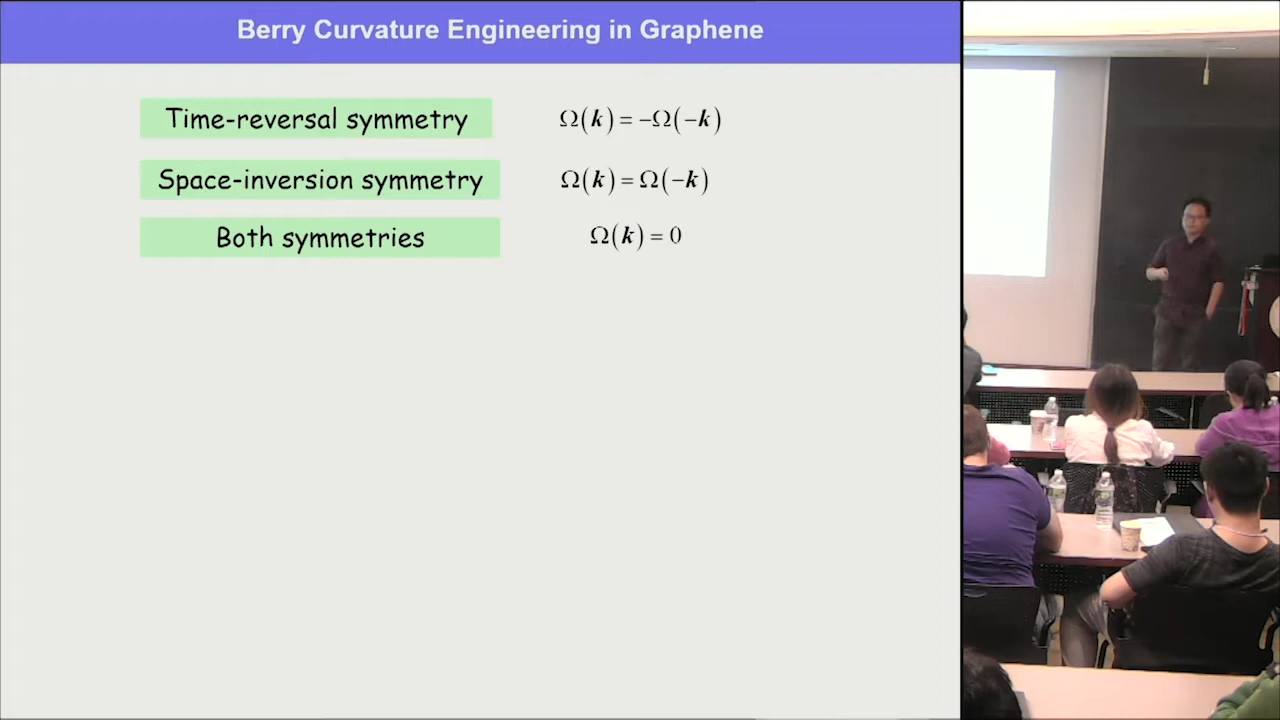 Berry Curvature Engineering in Graphene
Time-reversal symmetry Ω(k) = −Ω(−k)
Space-inversion symmetry Ω(k) = Ω(−k)
Both symmetries Ω(k) = 0